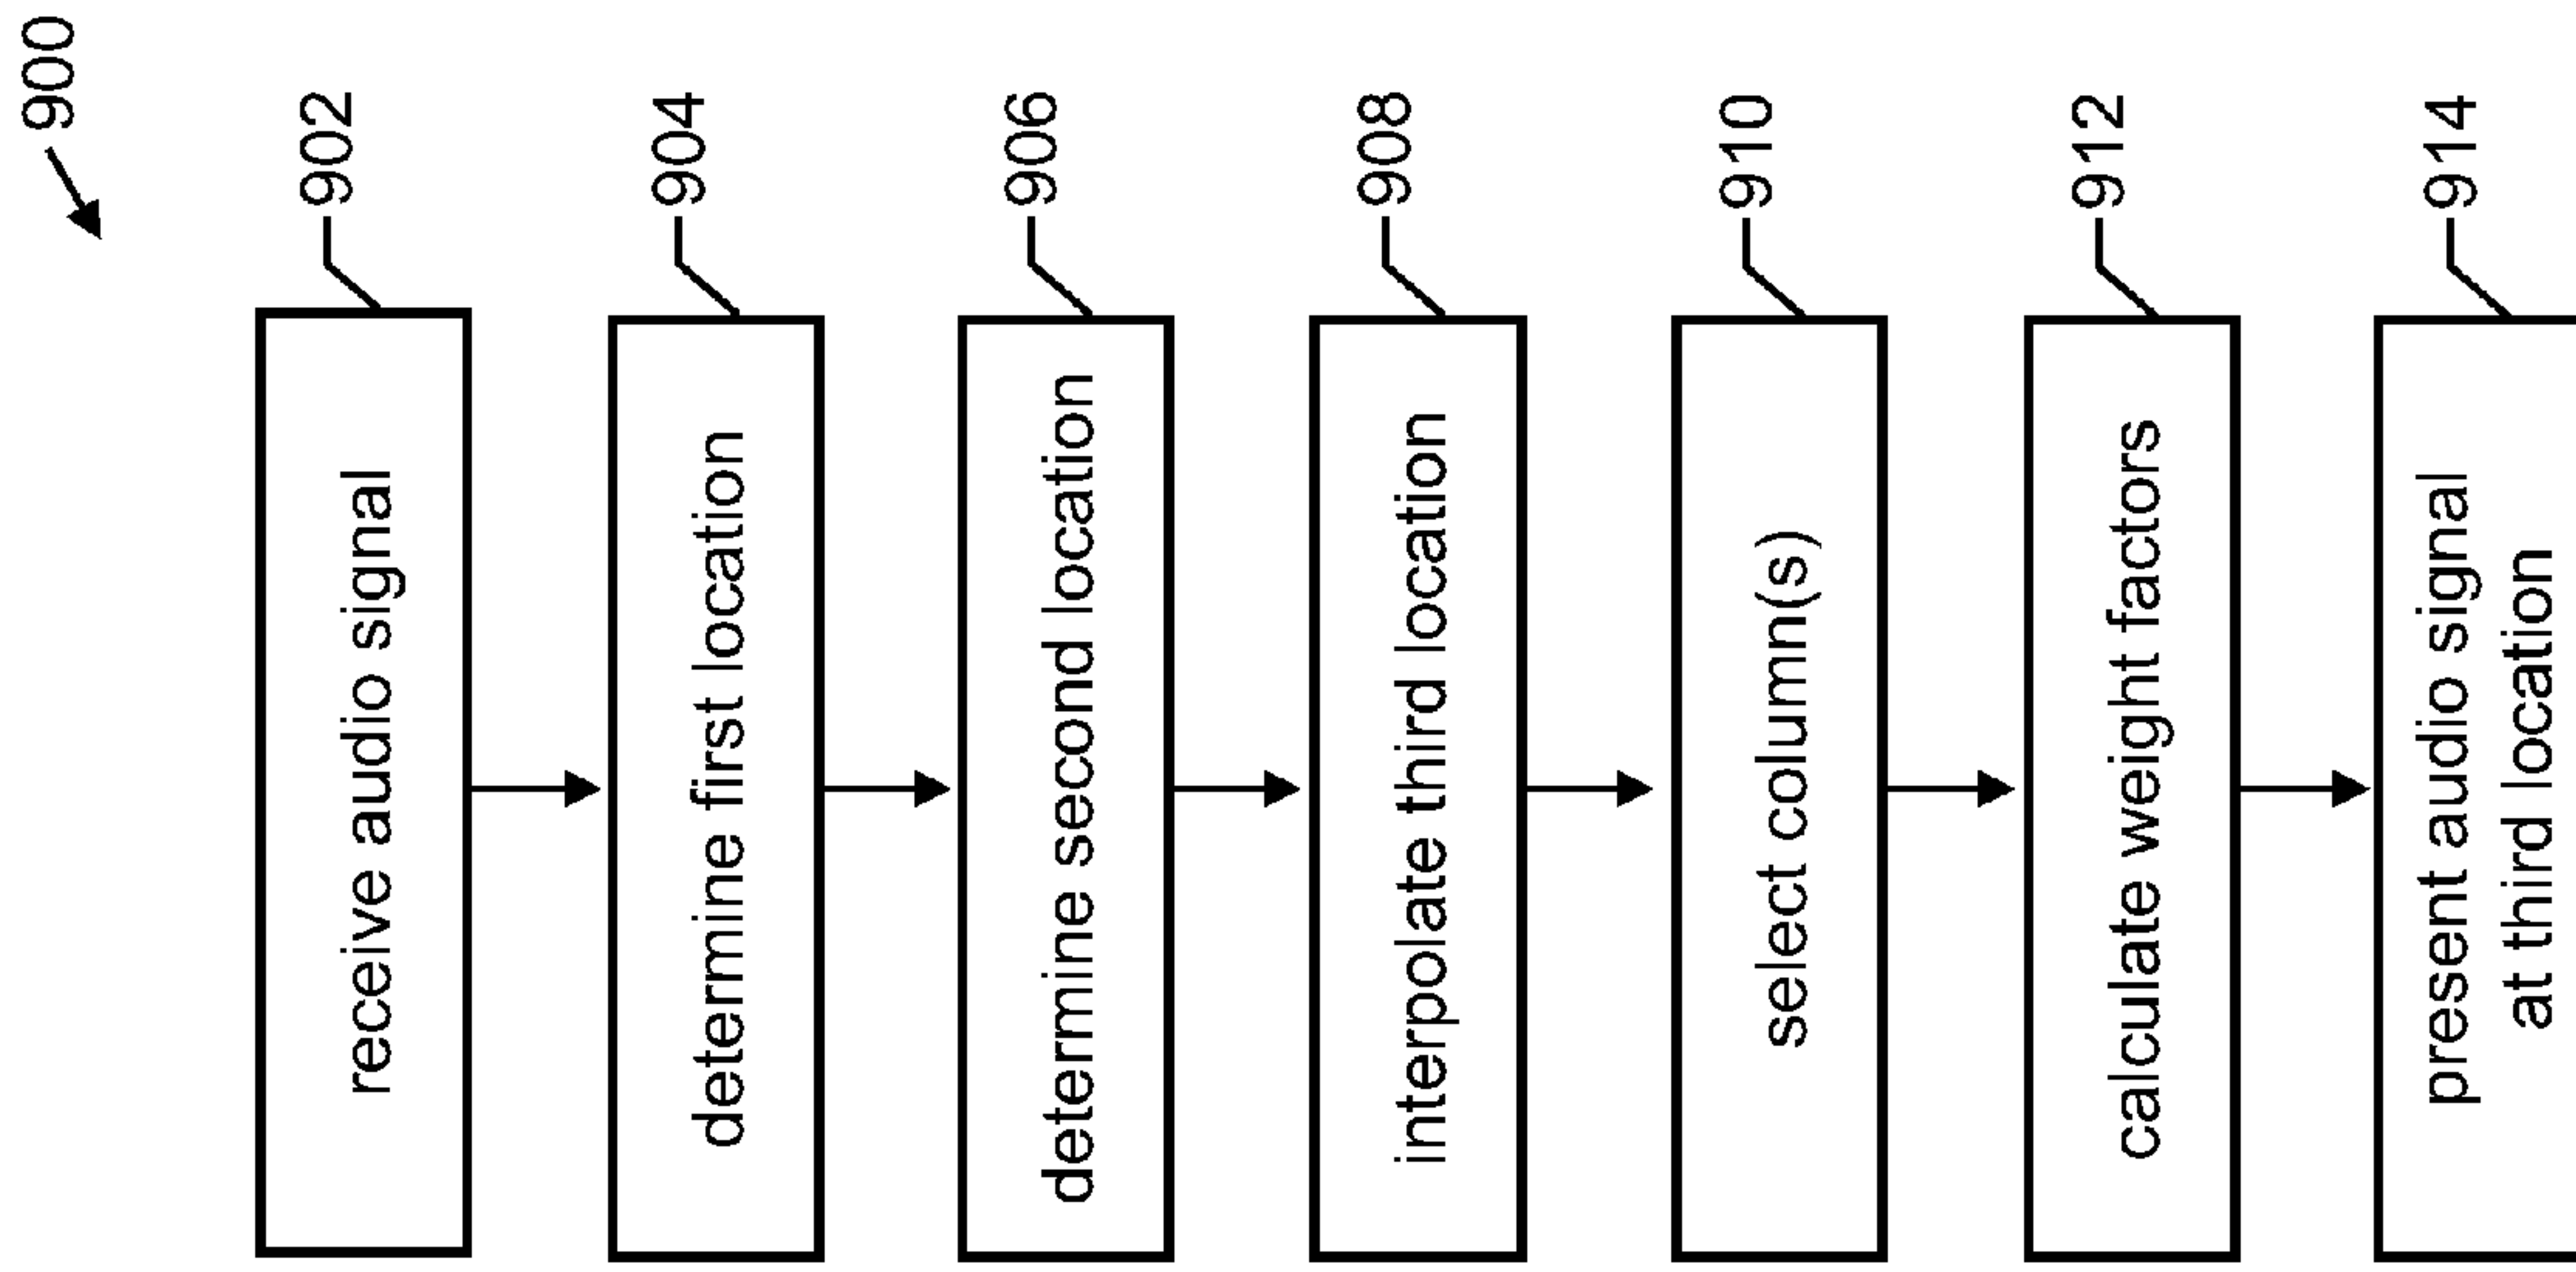 900
receive audio signal
902
determine first location
904
determine second location
906
interpolate third location
908
select column(s)
910
calculate weight factors
912
present audio signal
at third location
914